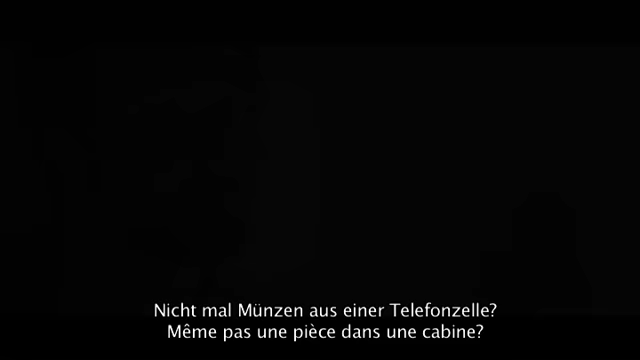 Nicht mal Münzen aus einer Telefonzelle?
Même pas une pièce dans une cabine?